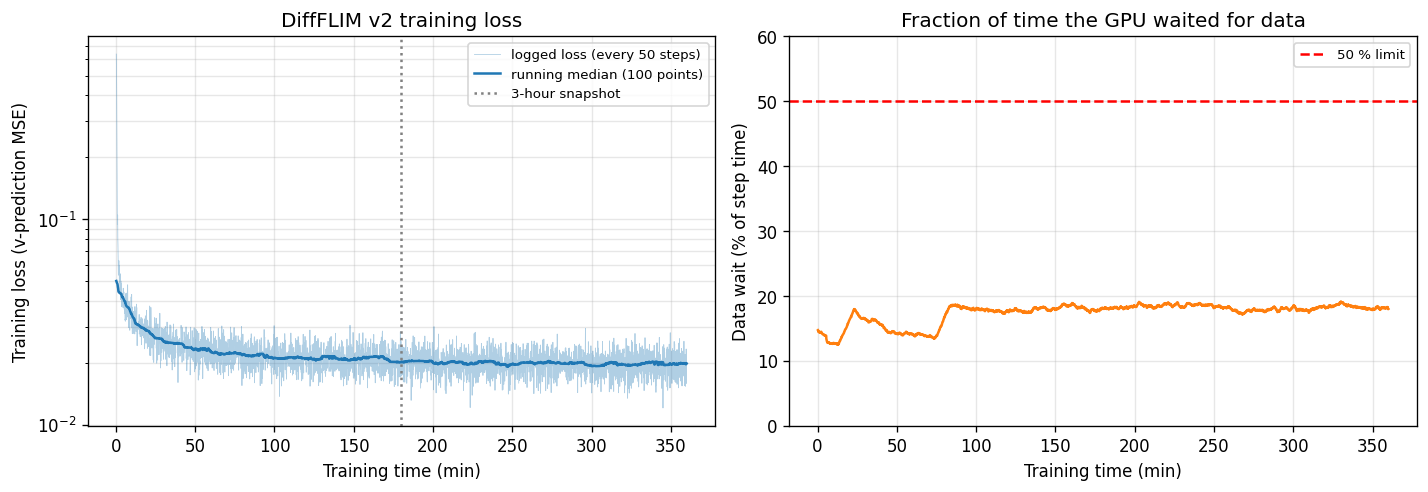 DiffFLIM v2 training loss
logged loss (every 50 steps)
running median (100 points)
3-hour snapshot
Training loss (v-prediction MSE)
10⁻¹
10⁻²
0 50 100 150 200 250 300 350
Training time (min)
Fraction of time the GPU waited for data
50 % limit
Data wait (% of step time)
60
50
40
30
20
10
0
0 50 100 150 200 250 300 350
Training time (min)